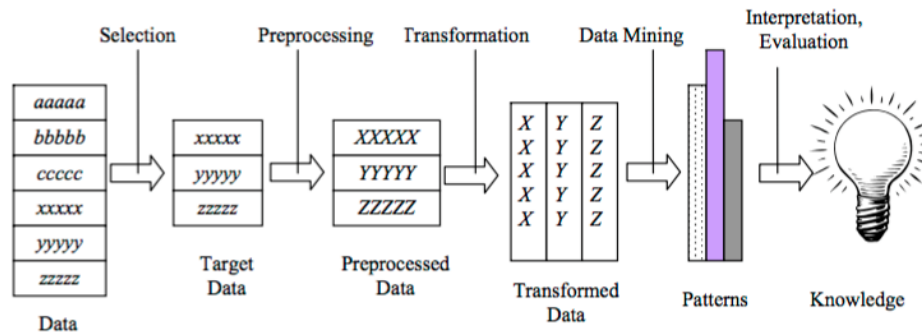 Selection
Preprocessing
Transformation
Data Mining
Interpretation,
Evaluation
aaaaa
bbbbb
ccccc
xxxxx
yyyyy
zzzzz
Data
xxxxx
yyyyy
zzzzz
Target
Data
XXXXX
YYYYY
ZZZZZ
Preprocessed
Data
X Y Z
X Y Z
X Y Z
X Y Z
X Y Z
Transformed
Data
Patterns
Knowledge